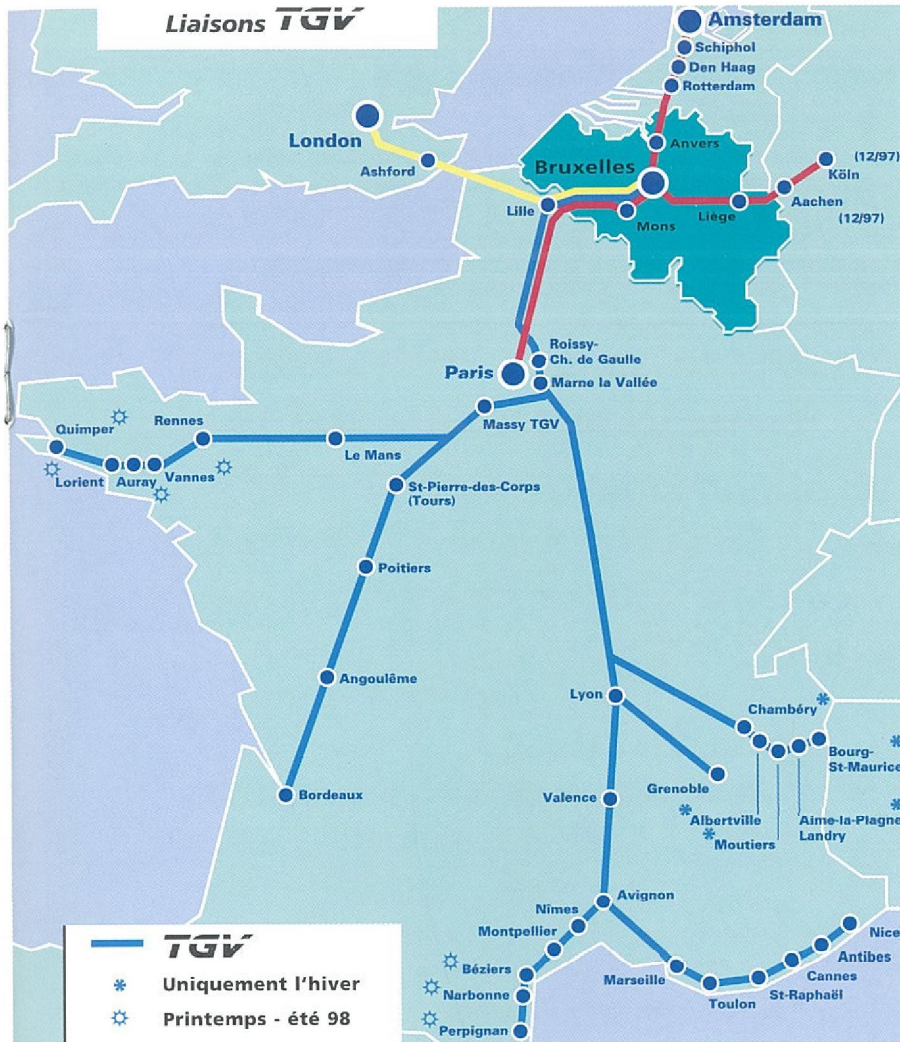 Liaisons TGV
Amsterdam
Schiphol
Den Haag
Rotterdam
London
Ashford
Anvers
Bruxelles
(12/97)
Köln
Aachen
(12/97)
Lille
Mons
Liège
Roissy-
Ch. de Gaulle
Paris
Marne la Vallée
Massy TGV
Quimper
Rennes
Le Mans
Lorient
Auray
Vannes
St-Pierre-des-Corps
(Tours)
Poitiers
Angoulême
Bordeaux
Lyon
Chambéry
Bourg-
St-Maurice
Grenoble
Valence
Albertville
Moutiers
Aime-la-Plagne
Landry
Avignon
Nîmes
Montpellier
Béziers
Narbonne
Perpignan
Marseille
Toulon
St-Raphaël
Cannes
Antibes
Nice
TGV
Uniquement l'hiver
Printemps - été 98